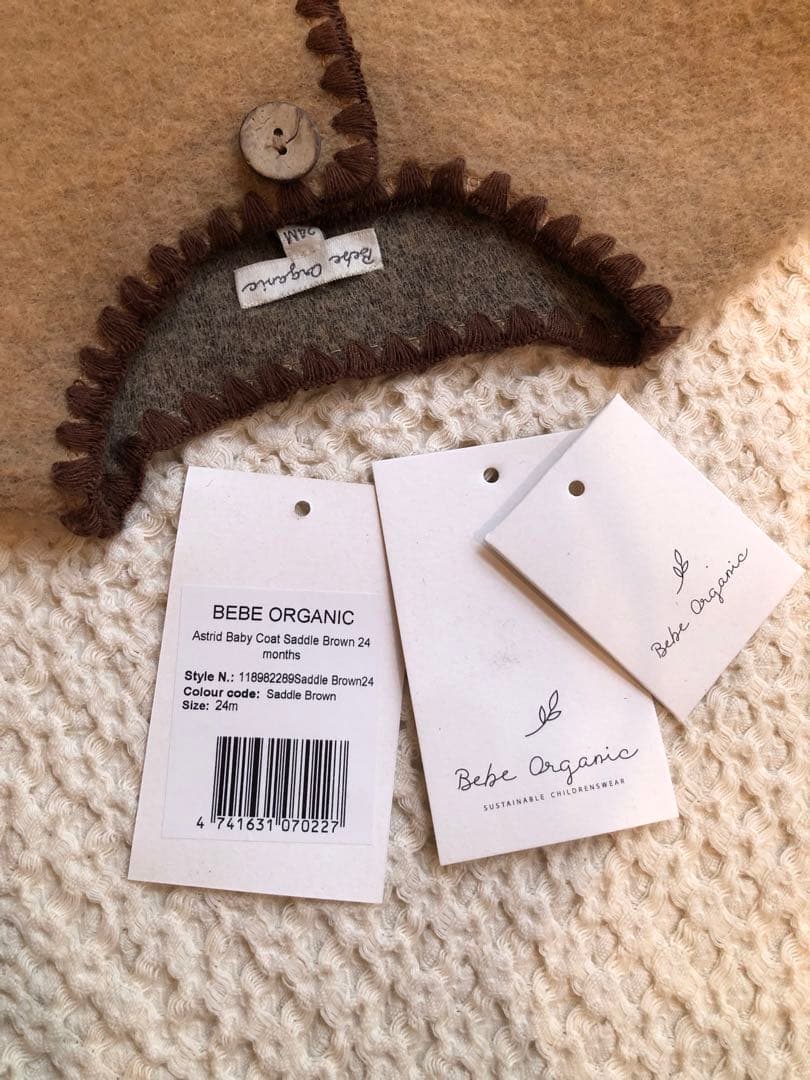 24M
Bebe Organic
BEBE ORGANIC
Astrid Baby Coat Saddle Brown 24
months
Style N.: 118982289Saddle Brown24
Colour code: Saddle Brown
Size: 24m
4 741631 070227
Bebe Organic
SUSTAINABLE CHILDRENSWEAR
Bebe Organic